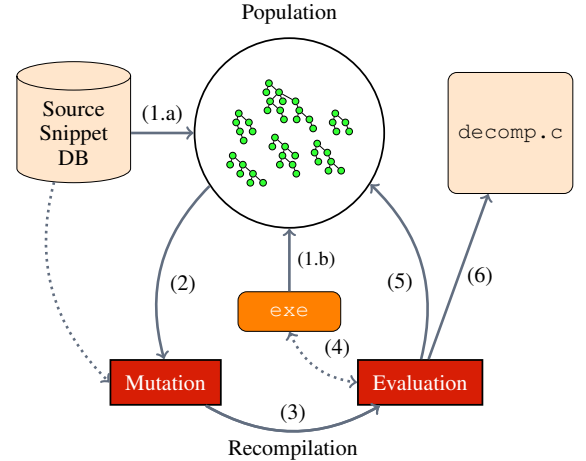 Population
Source
Snippet
DB
(1.a)
decomp.c
(2)
(1.b)
(5)
(6)
exe
(4)
Mutation
Evaluation
(3)
Recompilation